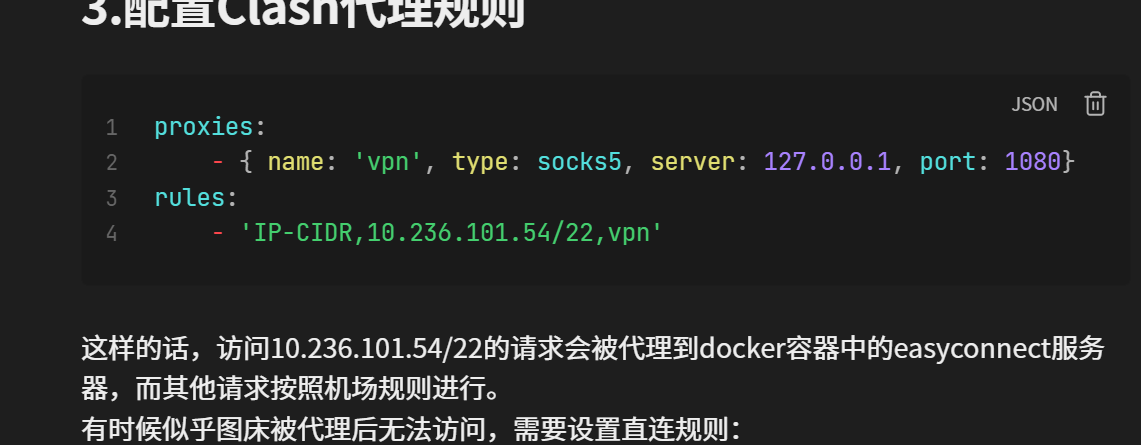 3.配置Clash代理规则
JSON
1 proxies:
2 - { name: 'vpn', type: socks5, server: 127.0.0.1, port: 1080}
3 rules:
4 - 'IP-CIDR,10.236.101.54/22,vpn'
这样的话，访问10.236.101.54/22的请求会被代理到docker容器中的easyconnect服务
器，而其他请求按照机场规则进行。
有时候似乎图床被代理后无法访问，需要设置直连规则：